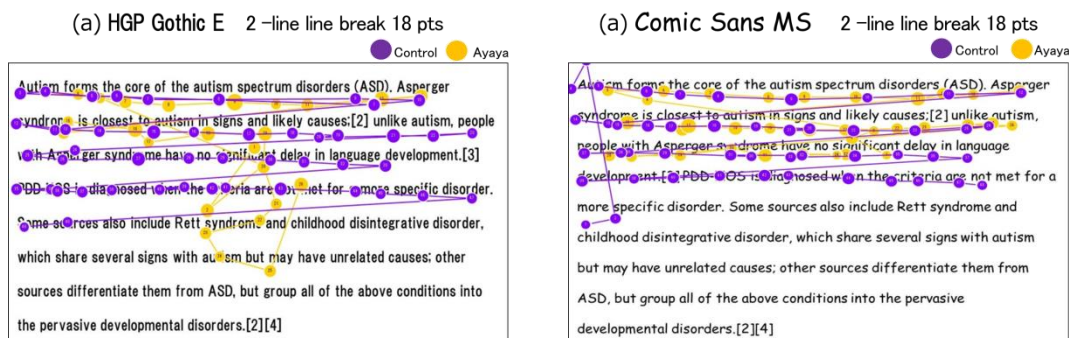 (a) HGP Gothic E 2 -line line break 18 pts
Control Ayaya
Autism forms the core of the autism spectrum disorders (ASD). Asperger
syndrome is closest to autism in signs and likely causes;[2] unlike autism, people
with Asperger syndrome have no significant delay in language development.[3]
PDD-NOS is diagnosed when the criteria are not met for a more specific disorder.
Some sources also include Rett syndrome and childhood disintegrative disorder,
which share several signs with autism but may have unrelated causes; other
sources differentiate them from ASD, but group all of the above conditions into
the pervasive developmental disorders.[2][4]
(a) Comic Sans MS 2 -line line break 18 pts
Control Ayaya
Autism forms the core of the autism spectrum disorders (ASD). Asperger
syndrome is closest to autism in signs and likely causes;[2] unlike autism,
people with Asperger syndrome have no significant delay in language
development.[3] PDD-NOS is diagnosed when the criteria are not met for a
more specific disorder. Some sources also include Rett syndrome and
childhood disintegrative disorder, which share several signs with autism
but may have unrelated causes; other sources differentiate them from
ASD, but group all of the above conditions into the pervasive
developmental disorders.[2][4]